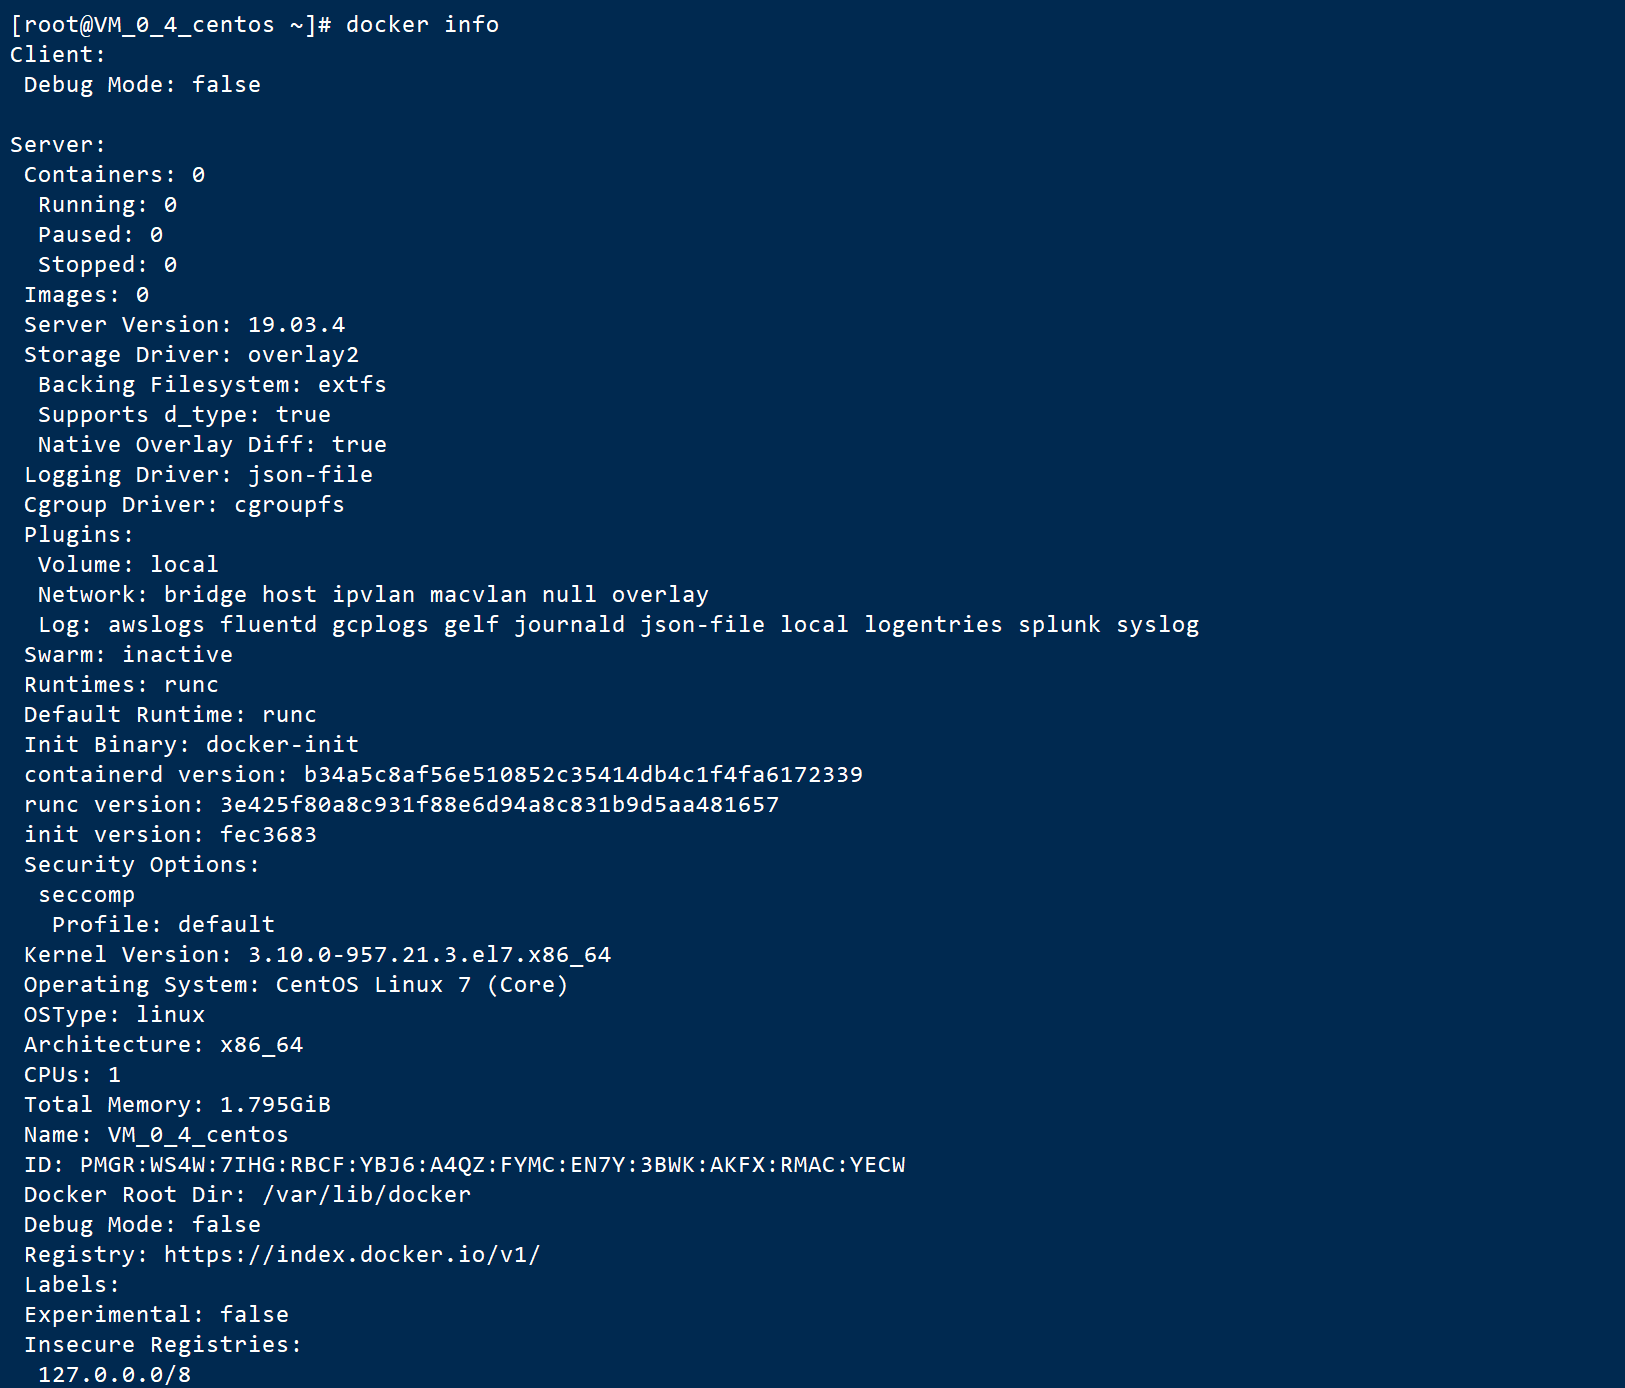 [root@VM_0_4_centos ~]# docker info
Client:
 Debug Mode: false

Server:
 Containers: 0
  Running: 0
  Paused: 0
  Stopped: 0
 Images: 0
 Server Version: 19.03.4
 Storage Driver: overlay2
  Backing Filesystem: extfs
  Supports d_type: true
  Native Overlay Diff: true
 Logging Driver: json-file
 Cgroup Driver: cgroupfs
 Plugins:
  Volume: local
  Network: bridge host ipvlan macvlan null overlay
  Log: awslogs fluentd gcplogs gelf journald json-file local logentries splunk syslog
 Swarm: inactive
 Runtimes: runc
 Default Runtime: runc
 Init Binary: docker-init
 containerd version: b34a5c8af56e510852c35414db4c1f4fa6172339
 runc version: 3e425f80a8c931f88e6d94a8c831b9d5aa481657
 init version: fec3683
 Security Options:
  seccomp
   Profile: default
 Kernel Version: 3.10.0-957.21.3.el7.x86_64
 Operating System: CentOS Linux 7 (Core)
 OSType: linux
 Architecture: x86_64
 CPUs: 1
 Total Memory: 1.795GiB
 Name: VM_0_4_centos
 ID: PMGR:WS4W:7IHG:RBCF:YBJ6:A4QZ:FYMC:EN7Y:3BWK:AKFX:RMAC:YECW
 Docker Root Dir: /var/lib/docker
 Debug Mode: false
 Registry: https://index.docker.io/v1/
 Labels:
 Experimental: false
 Insecure Registries:
  127.0.0.0/8